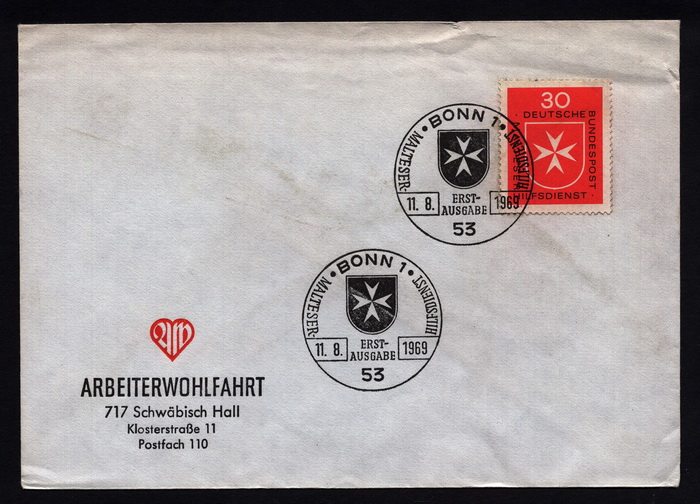 30
DEUTSCHE BUNDESPOST
HILFSDIENST
• BONN 1 •
MALTESER-HILFSDIENST
11. 8. ERST- 1969
AUSGABE
53
• BONN 1 •
MALTESER-HILFSDIENST
11. 8. ERST- 1969
AUSGABE
53
AW
ARBEITERWOHLFAHRT
717 Schwäbisch Hall
Klosterstraße 11
Postfach 110